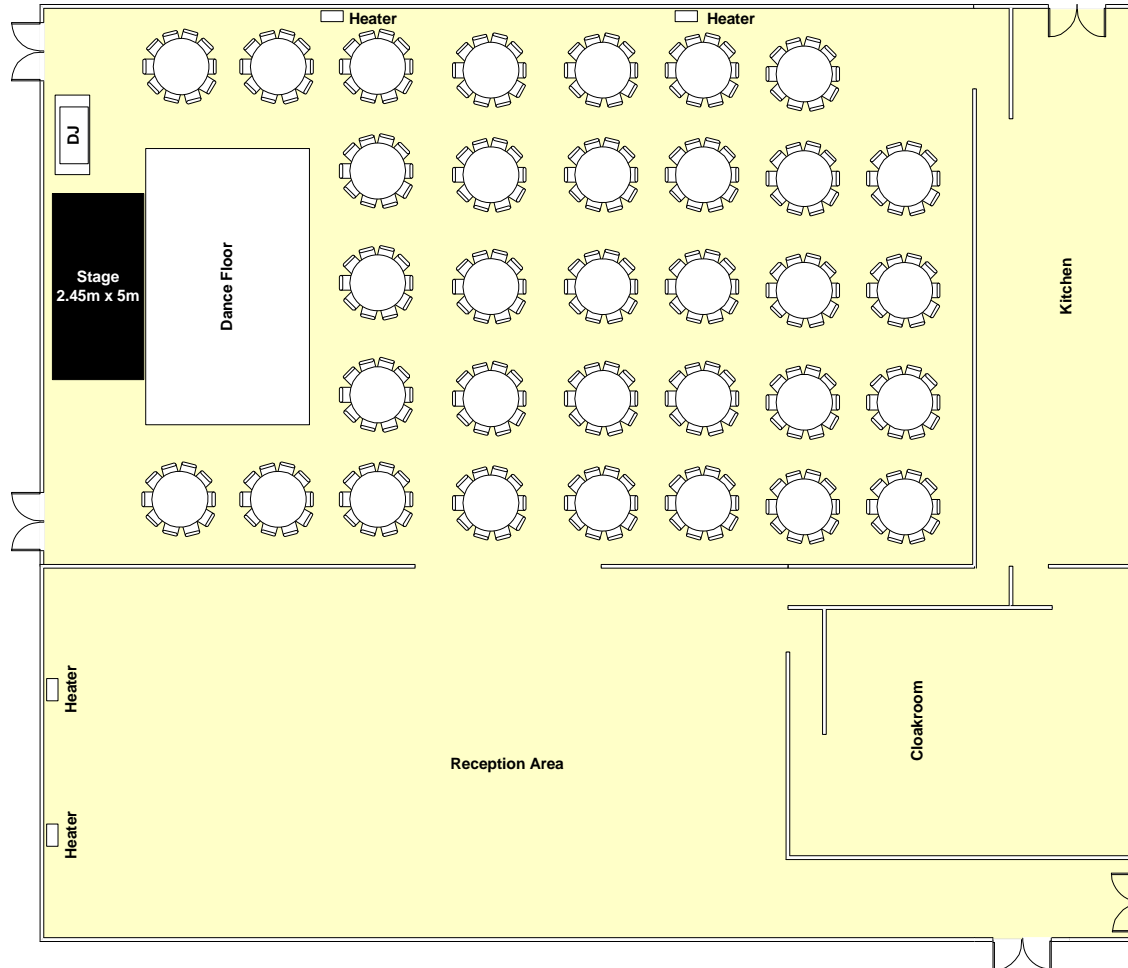 Heater
Heater
DJ
Stage
2.45m x 5m
Dance Floor
Kitchen
Heater
Cloakroom
Reception Area
Heater